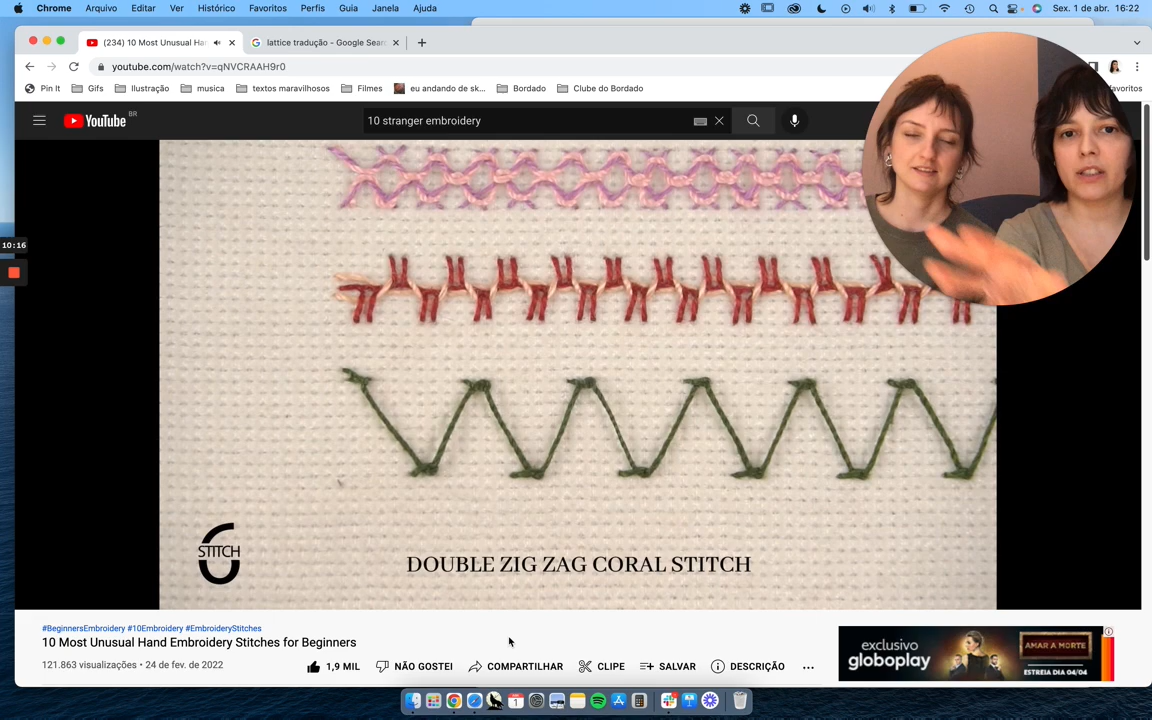 Chrome Arquivo Editar Ver Histórico Favoritos Perfis Guia Janela Ajuda
Sex. 1 de abr. 16:22
(234) 10 Most Unusual Ha
lattice tradução - Google Sear
youtube.com/watch?v=qNVCRAAH9r0
Pin It Gifs Ilustração musica textos maravilhosos Filmes eu andando de sk... Bordado Clube do Bordado
favoritos
YouTube BR
10 stranger embroidery
10:16
STITCH
DOUBLE ZIG ZAG CORAL STITCH
#BeginnersEmbroidery #10Embroidery #EmbroideryStitches
10 Most Unusual Hand Embroidery Stitches for Beginners
121.863 visualizações • 24 de fev. de 2022
1,9 MIL NÃO GOSTEI COMPARTILHAR CLIPE SALVAR DESCRIÇÃO
exclusivo
globoplay
AMAR A MORTE
ESTREIA DIA 04/04